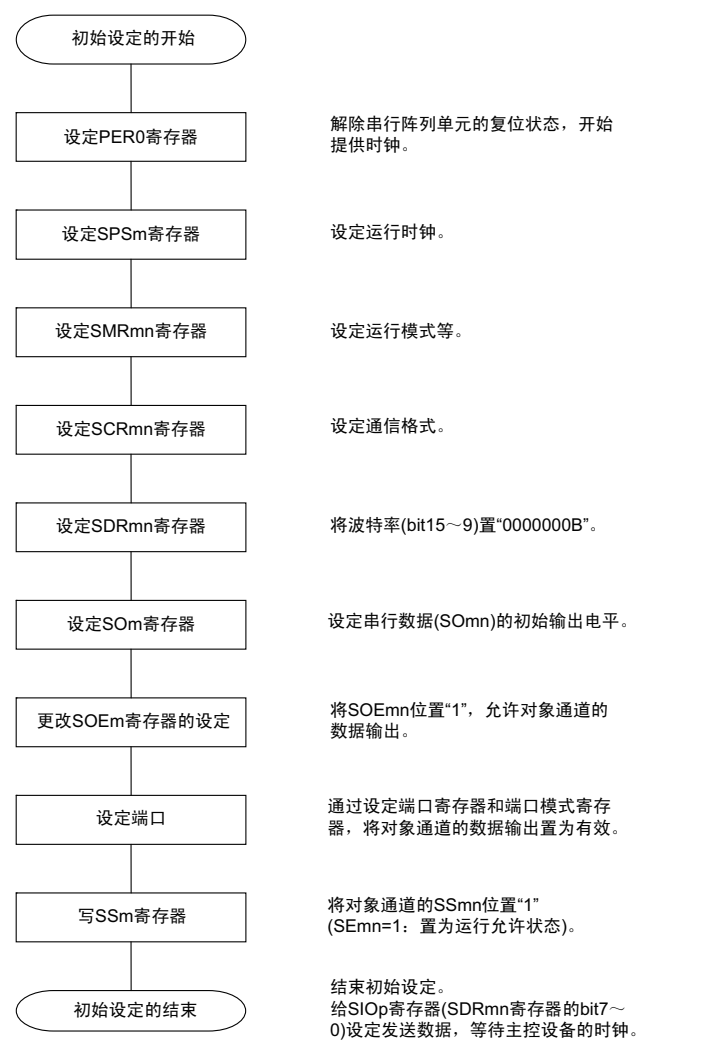 初始设定的开始
设定PER0寄存器
解除串行阵列单元的复位状态，开始
提供时钟。
设定SPSm寄存器
设定运行时钟。
设定SMRmn寄存器
设定运行模式等。
设定SCRmn寄存器
设定通信格式。
设定SDRmn寄存器
将波特率(bit15～9)置“0000000B”。
设定SOm寄存器
设定串行数据(SOmn)的初始输出电平。
更改SOEm寄存器的设定
将SOEmn位置“1”，允许对象通道的
数据输出。
设定端口
通过设定端口寄存器和端口模式寄存
器，将对象通道的数据输出置为有效。
写SSm寄存器
将对象通道的SSmn位置“1”
(SEmn=1：置为运行允许状态)。
初始设定的结束
结束初始设定。
给SIOp寄存器(SDRmn寄存器的bit7～
0)设定发送数据，等待主控设备的时钟。